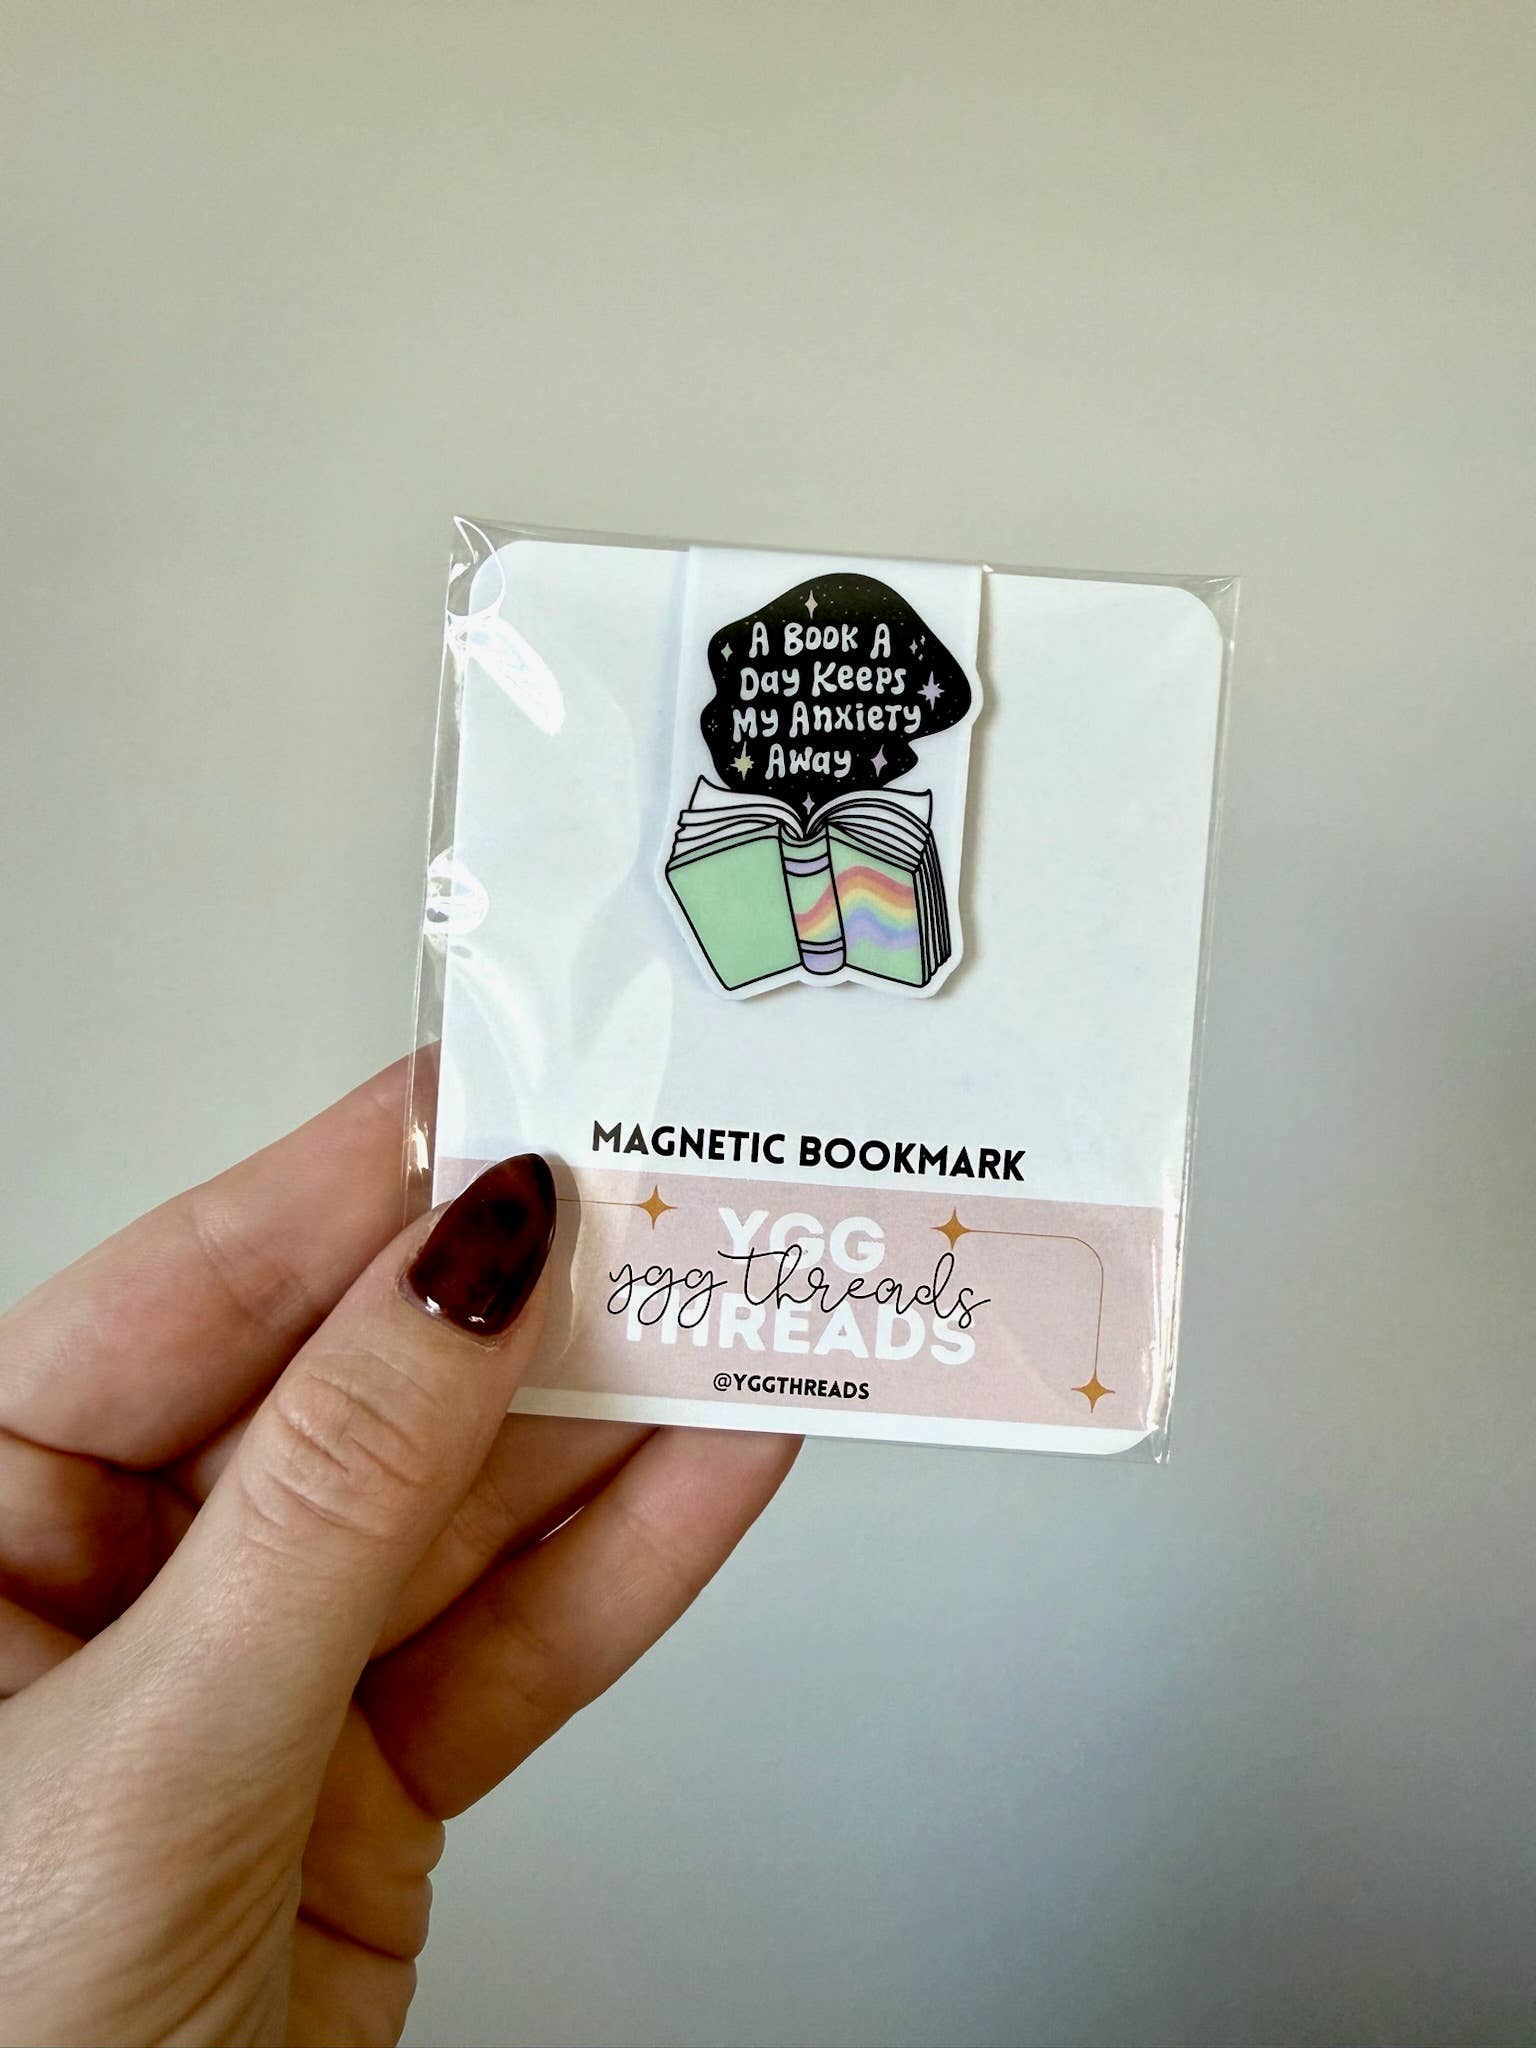 A BOOK A
DAY KEEPS
MY ANXIETY
AWAY
MAGNETIC BOOKMARK
YGG
ygg threads
THREADS
@YGGTHREADS